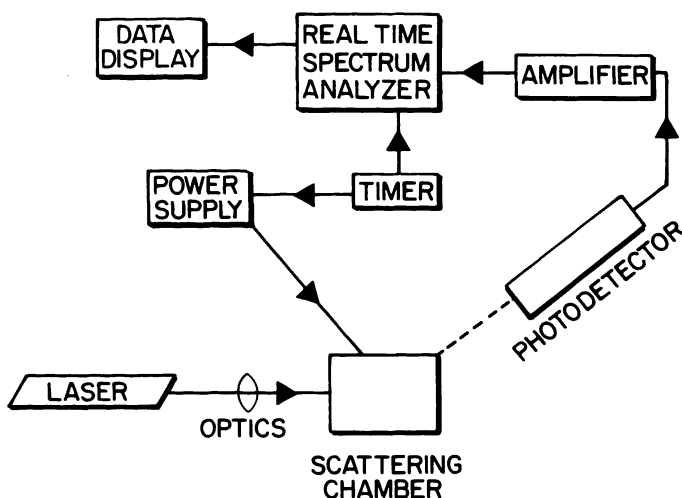 DATA
DISPLAY
REAL TIME
SPECTRUM
ANALYZER
AMPLIFIER
POWER
SUPPLY
TIMER
PHOTODETECTOR
LASER
OPTICS
SCATTERING
CHAMBER